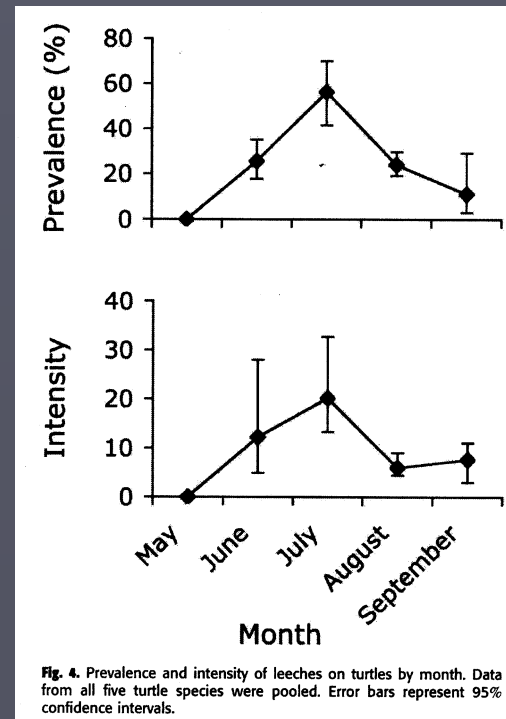 Prevalence (%)
80
60
40
20
0
Intensity
40
30
20
10
0
May
June
July
August
September
Month
Fig. 4. Prevalence and intensity of leeches on turtles by month. Data
from all five turtle species were pooled. Error bars represent 95%
confidence intervals.